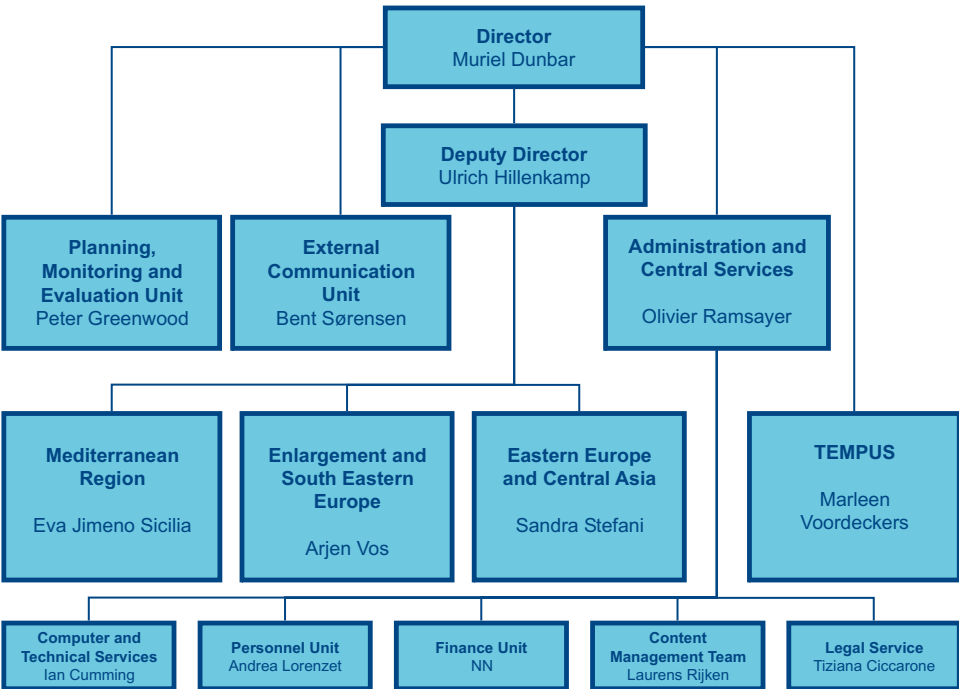 Director
Muriel Dunbar
Deputy Director
Ulrich Hillenkamp
Planning,
Monitoring and
Evaluation Unit
Peter Greenwood
External
Communication
Unit
Bent Sørensen
Administration and
Central Services
Olivier Ramsayer
Mediterranean
Region
Eva Jimeno Sicilia
Enlargement and
South Eastern
Europe
Arjen Vos
Eastern Europe
and Central Asia
Sandra Stefani
TEMPUS
Marleen
Voordeckers
Computer and
Technical Services
Ian Cumming
Personnel Unit
Andrea Lorenzet
Finance Unit
NN
Content
Management Team
Laurens Rijken
Legal Service
Tiziana Ciccarone